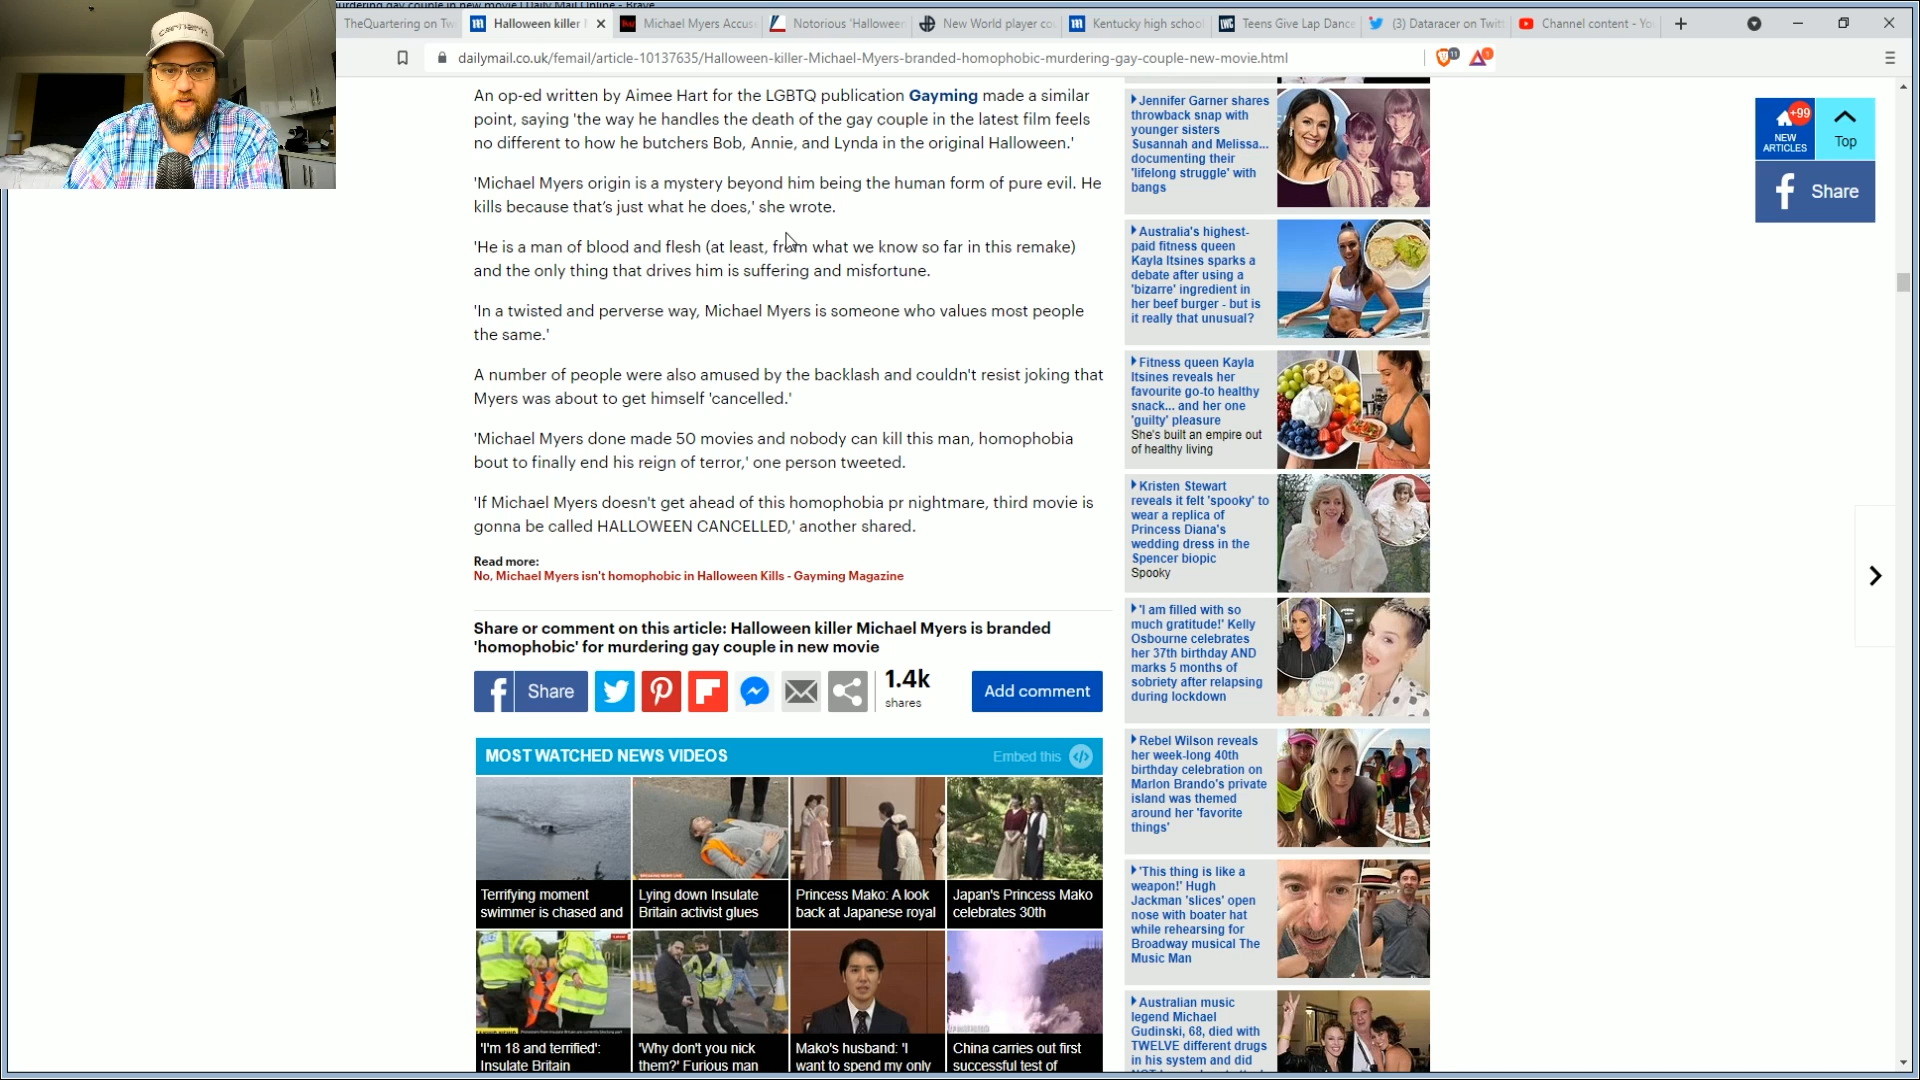 urdering gay couple in new movie | Daily Mail Online - Brave
TheQuartering on Tw
Halloween killer
Michael Myers Accus
Notorious 'Halloween
New World player co
Kentucky high school
Teens Give Lap Dance
(3) Dataracer on Twitt
Channel content - Yo
dailymail.co.uk/femail/article-10137635/Halloween-killer-Michael-Myers-branded-homophobic-murdering-gay-couple-new-movie.html
An op-ed written by Aimee Hart for the LGBTQ publication Gayming made a similar
point, saying 'the way he handles the death of the gay couple in the latest film feels
no different to how he butchers Bob, Annie, and Lynda in the original Halloween.'
'Michael Myers origin is a mystery beyond him being the human form of pure evil. He
kills because that's just what he does,' she wrote.
'He is a man of blood and flesh (at least, from what we know so far in this remake)
and the only thing that drives him is suffering and misfortune.
'In a twisted and perverse way, Michael Myers is someone who values most people
the same.'
A number of people were also amused by the backlash and couldn't resist joking that
Myers was about to get himself 'cancelled.'
'Michael Myers done made 50 movies and nobody can kill this man, homophobia
bout to finally end his reign of terror,' one person tweeted.
'If Michael Myers doesn't get ahead of this homophobia pr nightmare, third movie is
gonna be called HALLOWEEN CANCELLED,' another shared.
Read more:
No, Michael Myers isn't homophobic in Halloween Kills - Gayming Magazine
Share or comment on this article: Halloween killer Michael Myers is branded
'homophobic' for murdering gay couple in new movie
Share
1.4k
shares
Add comment
MOST WATCHED NEWS VIDEOS
Embed this
Terrifying moment
swimmer is chased and
Lying down Insulate
Britain activist glues
Princess Mako: A look
back at Japanese royal
Japan's Princess Mako
celebrates 30th
'I'm 18 and terrified':
Insulate Britain
'Why don't you nick
them?' Furious man
Mako's husband: 'I
want to spend my only
China carries out first
successful test of
Jennifer Garner shares
throwback snap with
younger sisters
Susannah and Melissa...
documenting their
'lifelong struggle' with
bangs
Australia's highest-
paid fitness queen
Kayla Itsines sparks a
debate after using a
'bizarre' ingredient in
her beef burger - but is
it really that unusual?
Fitness queen Kayla
Itsines reveals her
favourite go-to healthy
snack... and her one
'guilty' pleasure
She's built an empire out
of healthy living
Kristen Stewart
reveals it felt 'spooky' to
wear a replica of
Princess Diana's
wedding dress in the
Spencer biopic
Spooky
'I am filled with so
much gratitude!' Kelly
Osbourne celebrates
her 37th birthday AND
marks 5 months of
sobriety after relapsing
during lockdown
Rebel Wilson reveals
her week-long 40th
birthday celebration on
Marlon Brando's private
island was themed
around her 'favorite
things'
'This thing is like a
weapon!' Hugh
Jackman 'slices' open
nose with boater hat
while rehearsing for
Broadway musical The
Music Man
Australian music
legend Michael
Gudinski, 68, died with
TWELVE different drugs
in his system and did
+99
NEW
ARTICLES
Top
Share